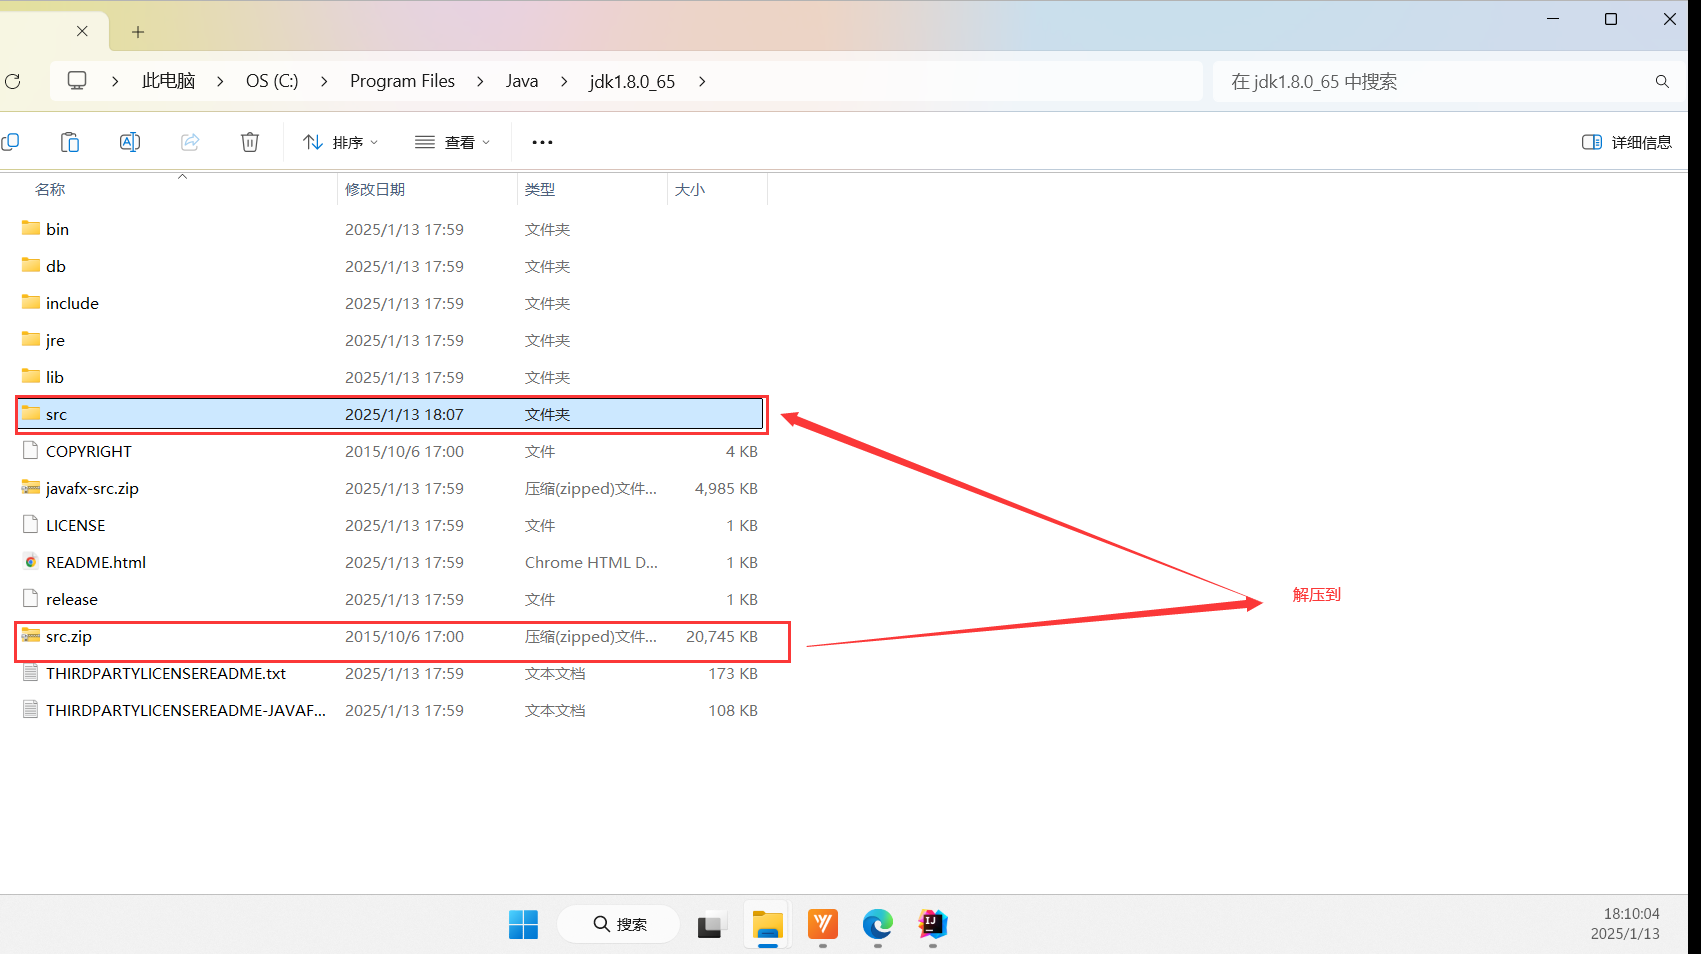 此电脑 OS (C:) Program Files Java jdk1.8.0_65
在 jdk1.8.0_65 中搜索
排序 查看 详细信息
名称 修改日期 类型 大小
bin 2025/1/13 17:59 文件夹
db 2025/1/13 17:59 文件夹
include 2025/1/13 17:59 文件夹
jre 2025/1/13 17:59 文件夹
lib 2025/1/13 17:59 文件夹
src 2025/1/13 18:07 文件夹
COPYRIGHT 2015/10/6 17:00 文件 4 KB
javafx-src.zip 2025/1/13 17:59 压缩(zipped)文件... 4,985 KB
LICENSE 2025/1/13 17:59 文件 1 KB
README.html 2025/1/13 17:59 Chrome HTML D... 1 KB
release 2025/1/13 17:59 文件 1 KB
解压到
src.zip 2015/10/6 17:00 压缩(zipped)文件... 20,745 KB
THIRDPARTYLICENSEREADME.txt 2025/1/13 17:59 文本文档 173 KB
THIRDPARTYLICENSEREADME-JAVAF... 2025/1/13 17:59 文本文档 108 KB
搜索
IJ
18:10:04
2025/1/13